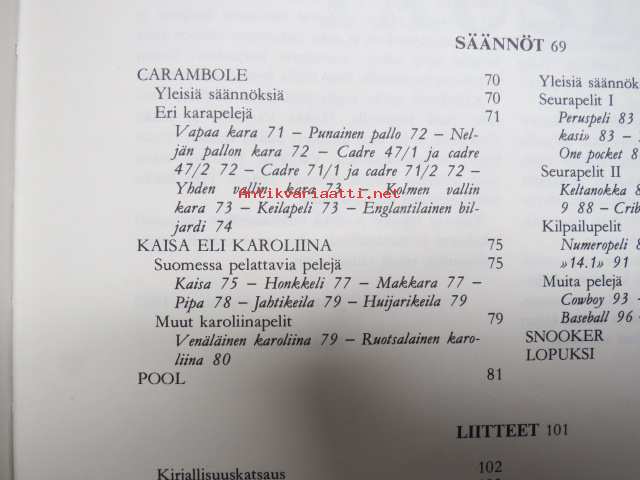 SÄÄNNÖT 69
CARAMBOLE 70
Yleisiä säännöksiä 70
Eri karapelejä 71
Vapaa kara 71 – Punainen pallo 72 – Nel-
jän pallon kara 72 – Cadre 47/1 ja cadre
47/2 72 – Cadre 71/1 ja cadre 71/2 72 –
Yhden vallin kara 73 – Kolmen vallin
Antikvariaatti.net
kara 73 – Keilapeli 73 – Englantilainen bil-
jardi 74
KAISA ELI KAROLIINA 75
Suomessa pelattavia pelejä 75
Kaisa 75 – Honkkeli 77 – Makkara 77 –
Pipa 78 – Jahtikeila 79 – Huijarikeila 79
Muut karoliinapelit 79
Venäläinen karoliina 79 – Ruotsalainen karo-
liina 80
POOL 81
Yleisiä säännök
Seurapelit I
Peruspeli 83
kasi» 83 –
One pocket 8
Seurapelit II
Keltanokka 8
9 88 – Crib
Kilpailupelit
Numeropeli 8
»14.1» 91
Muita pelejä
Cowboy 93
Baseball 96 –
SNOOKER
LOPUKSI
LIITTEET 101
Kirjallisuuskatsaus 102